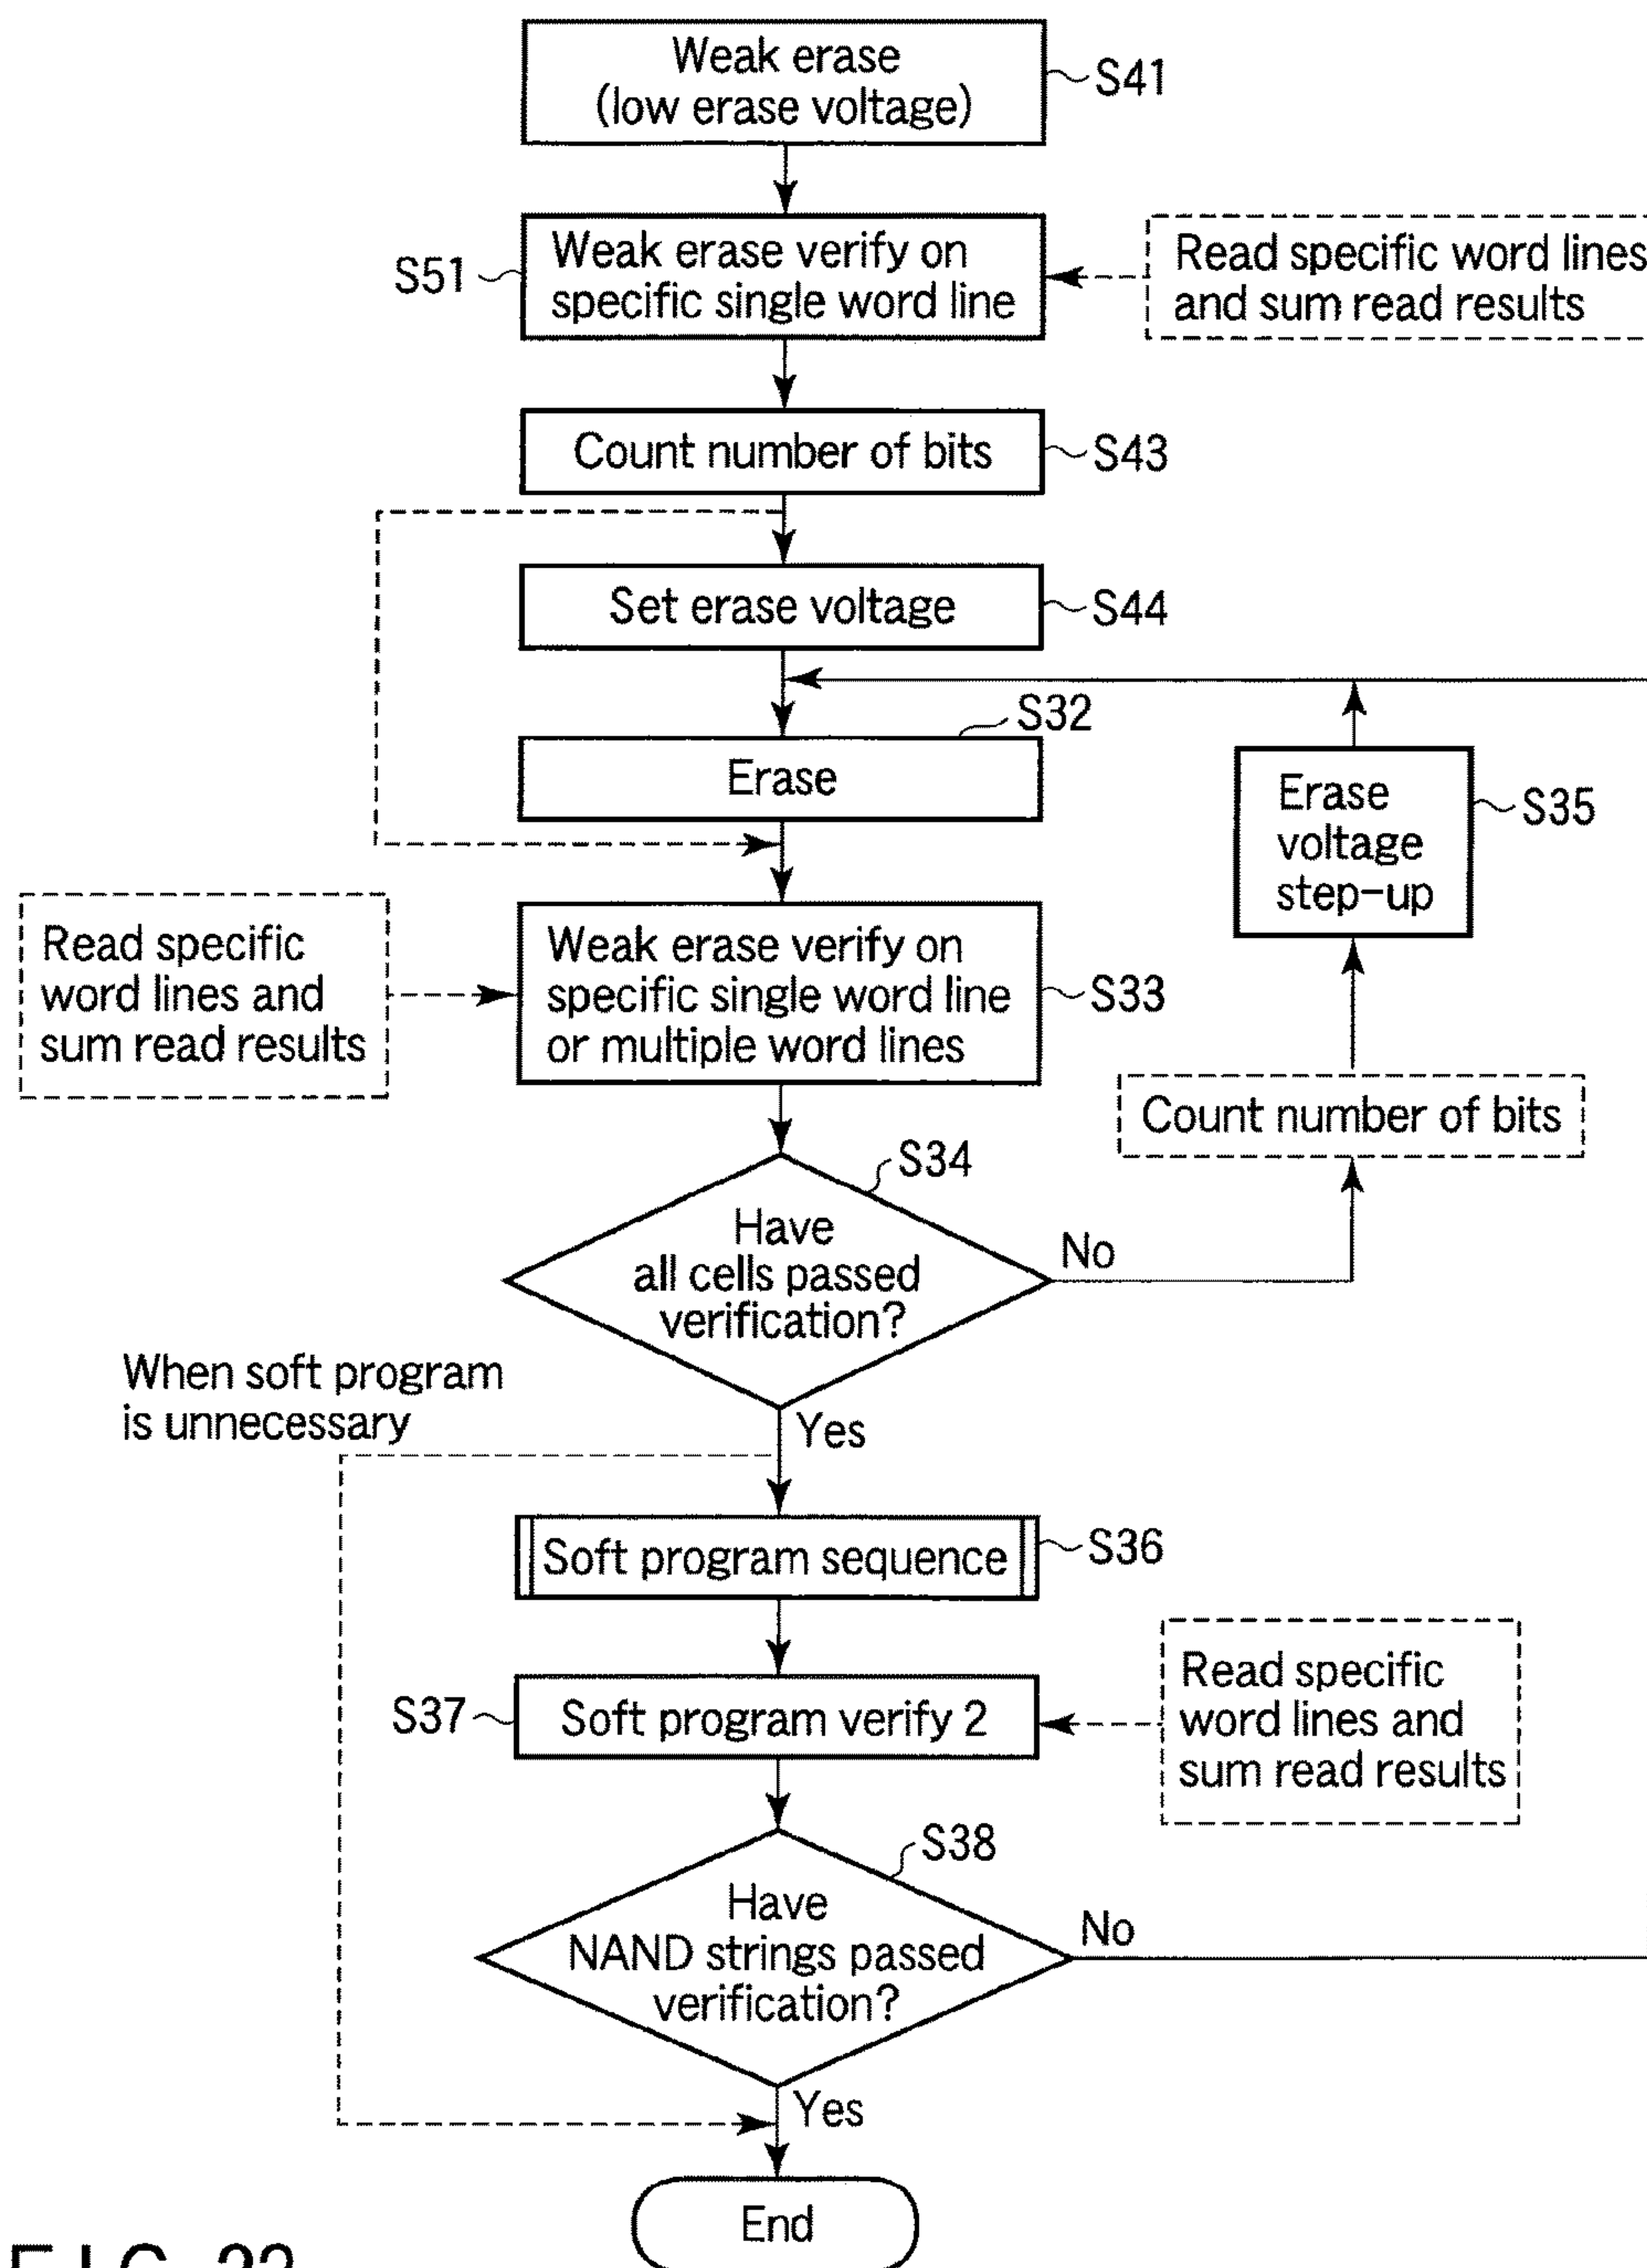 Weak erase
(low erase voltage)
S41
S51
Weak erase verify on
specific single word line
Read specific word lines
and sum read results
Count number of bits
S43
Set erase voltage
S44
S32
Erase
Erase
voltage
step-up
S35
Read specific
word lines and
sum read results
Weak erase verify on
specific single word line
or multiple word lines
S33
Count number of bits
S34
Have
all cells passed
verification?
No
When soft program
is unnecessary
Yes
Soft program sequence
S36
S37
Soft program verify 2
Read specific
word lines and
sum read results
S38
Have
NAND strings passed
verification?
No
Yes
End